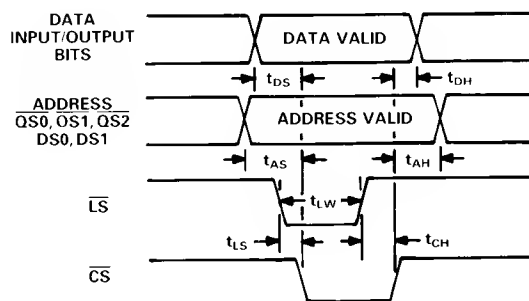 DATA
INPUT/OUTPUT
BITS
DATA VALID
tDS
tDH
ADDRESS
QS0, OS1, QS2
DS0, DS1
ADDRESS VALID
tAS
tAH
LS
tLW
tLS
tCH
CS